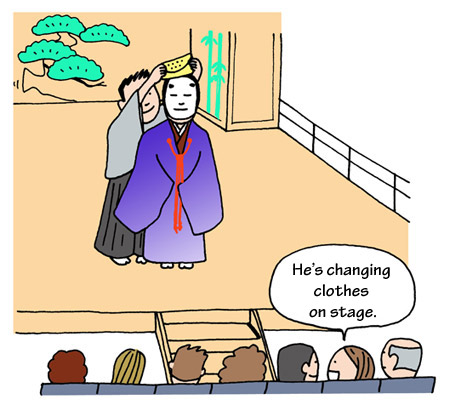 He's changing
clothes
on stage.